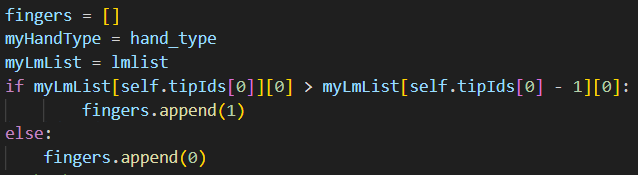 fingers = []
myHandType = hand_type
myLmList = lmlist
if myLmList[self.tipIds[0]][0] > myLmList[self.tipIds[0] - 1][0]:
        fingers.append(1)
else:
    fingers.append(0)